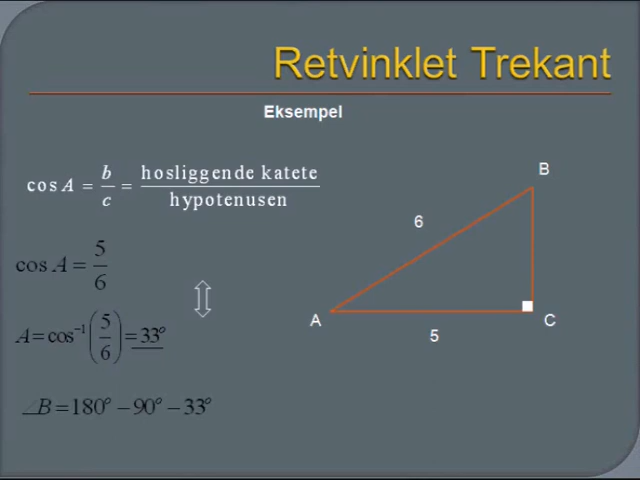 Retvinklet Trekant
Eksempel
cos A = b/c = hosliggende katete / hypotenusen
cos A = 5/6
A = cos⁻¹(5/6) = 33°
∠B = 180° − 90° − 33°
B
6
A
C
5